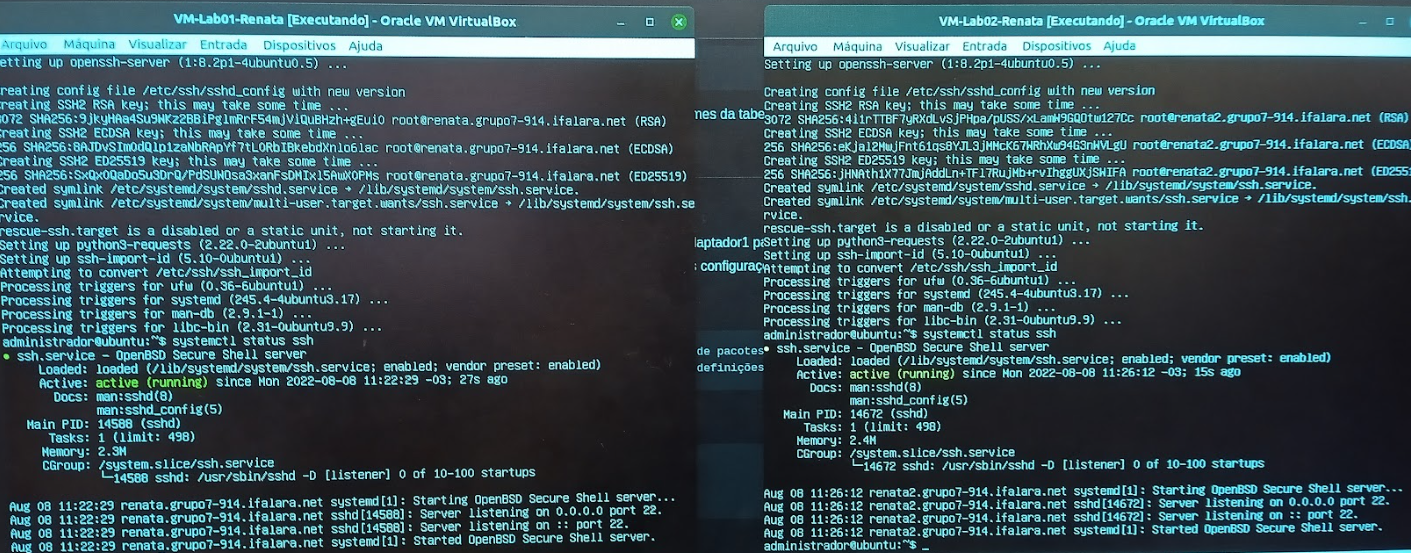 VM-Lab01-Renata [Executando] - Oracle VM VirtualBox
Arquivo Máquina Visualizar Entrada Dispositivos Ajuda
etting up openssh-server (1:8.2p1-4ubuntu0.5) ...
reating config file /etc/ssh/sshd_config with new version
reating SSH2 RSA key; this may take some time ...
3072 SHA256:9jkyHAa4Su9WKz2BBiPglmRrF54mjViQuBHzh+gEuiO root@renata.grupo7-914.ifalara.net (RSA)
Creating SSH2 ECDSA key; this may take some time ...
256 root@renata.grupo7-914.ifalara.net (ECDSA)
Creating SSH2 ED25519 key; this may take some time ...
256 root@renata.grupo7-914.ifalara.net (ED25519)
Created symlink /etc/systemd/system/sshd.service → /lib/systemd/system/ssh.service.
Created symlink /etc/systemd/system/multi-user.target.wants/ssh.service → /lib/systemd/system/ssh.se
rvice.
rescue-ssh.target is a disabled or a static unit, not starting it.
Setting up python3-requests (2.22.0-2ubuntu1) ...
Setting up ssh-import-id (5.10-0ubuntu1) ...
Attempting to convert /etc/ssh/ssh_import_id
Processing triggers for ufw (0.36-6ubuntu1) ...
Processing triggers for systemd (245.4-4ubuntu3.17) ...
Processing triggers for man-db (2.9.1-1) ...
Processing triggers for libc-bin (2.31-0ubuntu9.9) ...
administrador@ubuntu:~$ systemctl status ssh
● ssh.service - OpenBSD Secure Shell server
Loaded: loaded (/lib/systemd/system/ssh.service; enabled; vendor preset: enabled)
Active: active (running) since Mon 2022-08-08 11:22:29 -03; 27s ago
Docs: man:sshd(8)
man:sshd_config(5)
Main PID: 14588 (sshd)
Tasks: 1 (limit: 498)
Memory: 2.3M
CGroup: /system.slice/ssh.service
└─14588 sshd: /usr/sbin/sshd -D [listener] 0 of 10-100 startups
Aug 08 11:22:29 renata.grupo7-914.ifalara.net systemd[1]: Starting OpenBSD Secure Shell server...
Aug 08 11:22:29 renata.grupo7-914.ifalara.net sshd[14588]: Server listening on 0.0.0.0 port 22.
Aug 08 11:22:29 renata.grupo7-914.ifalara.net sshd[14588]: Server listening on :: port 22.
Aug 08 11:22:29 renata.grupo7-914.ifalara.net systemd[1]: Started OpenBSD Secure Shell server.
mes da tabe
laptador1 p
s configuraç
de pacotes
definições
VM-Lab02-Renata [Executando] - Oracle VM VirtualBox
Arquivo Máquina Visualizar Entrada Dispositivos Ajuda
Setting up openssh-server (1:8.2p1-4ubuntu0.5) ...
Creating config file /etc/ssh/sshd_config with new version
Creating SSH2 RSA key; this may take some time ...
3072 root@renata2.grupo7-914.ifalara.net (RSA)
Creating SSH2 ECDSA key; this may take some time ...
256 root@renata2.grupo7-914.ifalara.net (ECDSA
Creating SSH2 ED25519 key; this may take some time ...
256 root@renata2.grupo7-914.ifalara.net (ED255
Created symlink /etc/systemd/system/sshd.service → /lib/systemd/system/ssh.service.
Created symlink /etc/systemd/system/multi-user.target.wants/ssh.service → /lib/systemd/system/ssh.
rvice.
rescue-ssh.target is a disabled or a static unit, not starting it.
Setting up python3-requests (2.22.0-2ubuntu1) ...
Setting up ssh-import-id (5.10-0ubuntu1) ...
Attempting to convert /etc/ssh/ssh_import_id
Processing triggers for ufw (0.36-6ubuntu1) ...
Processing triggers for systemd (245.4-4ubuntu3.17) ...
Processing triggers for man-db (2.9.1-1) ...
Processing triggers for libc-bin (2.31-0ubuntu9.9) ...
administrador@ubuntu:~$ systemctl status ssh
● ssh.service - OpenBSD Secure Shell server
Loaded: loaded (/lib/systemd/system/ssh.service; enabled; vendor preset: enabled)
Active: active (running) since Mon 2022-08-08 11:26:12 -03; 15s ago
Docs: man:sshd(8)
man:sshd_config(5)
Main PID: 14672 (sshd)
Tasks: 1 (limit: 498)
Memory: 2.4M
CGroup: /system.slice/ssh.service
└─14672 sshd: /usr/sbin/sshd -D [listener] 0 of 10-100 startups
Aug 08 11:26:12 renata2.grupo7-914.ifalara.net systemd[1]: Starting OpenBSD Secure Shell server...
Aug 08 11:26:12 renata2.grupo7-914.ifalara.net sshd[14672]: Server listening on 0.0.0.0 port 22.
Aug 08 11:26:12 renata2.grupo7-914.ifalara.net sshd[14672]: Server listening on :: port 22.
Aug 08 11:26:12 renata2.grupo7-914.ifalara.net systemd[1]: Started OpenBSD Secure Shell server.
administrador@ubuntu:~$ _